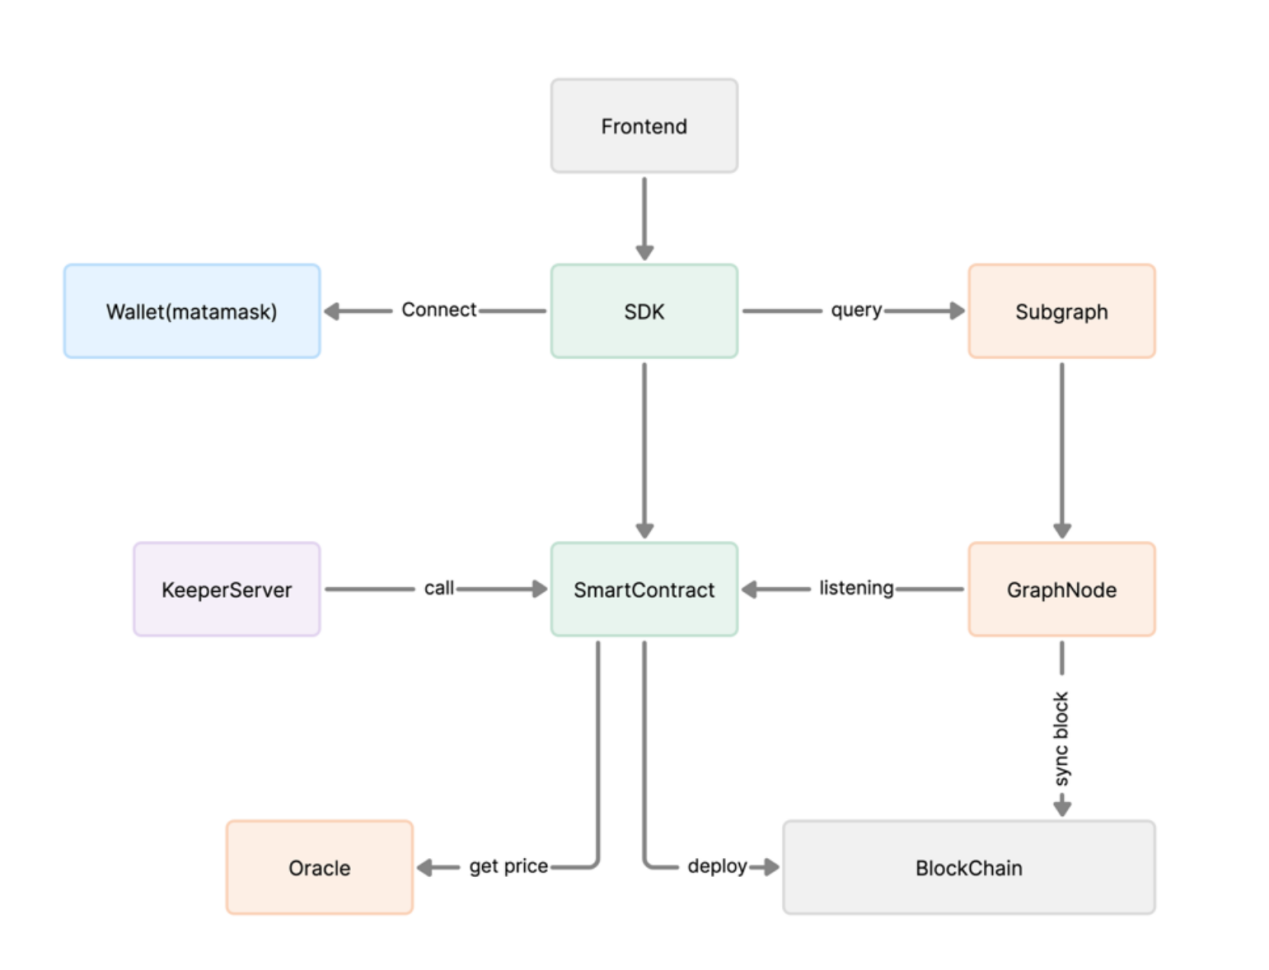 Frontend
Wallet(matamask)
Connect
SDK
query
Subgraph
KeeperServer
call
SmartContract
listening
GraphNode
sync block
Oracle
get price
deploy
BlockChain